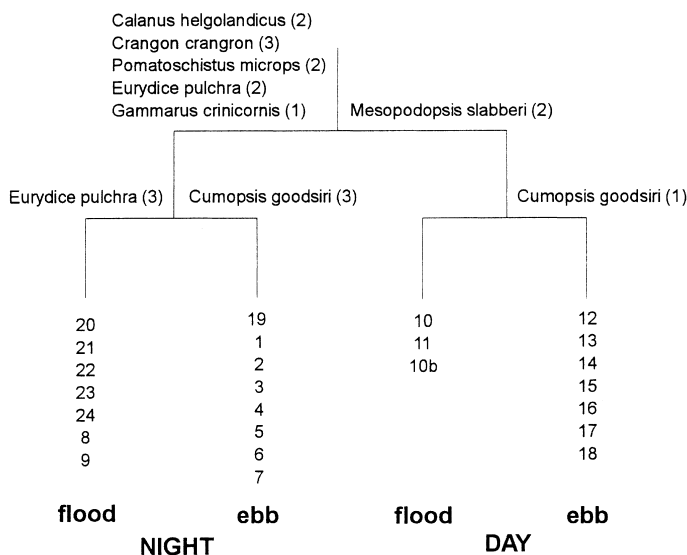 Calanus helgolandicus (2)
Crangon crangron (3)
Pomatoschistus microps (2)
Eurydice pulchra (2)
Gammarus crinicornis (1)
Mesopodopsis slabberi (2)
Eurydice pulchra (3)
Cumopsis goodsiri (3)
Cumopsis goodsiri (1)
20
21
22
23
24
8
9
19
1
2
3
4
5
6
7
10
11
10b
12
13
14
15
16
17
18
flood
ebb
flood
ebb
NIGHT
DAY